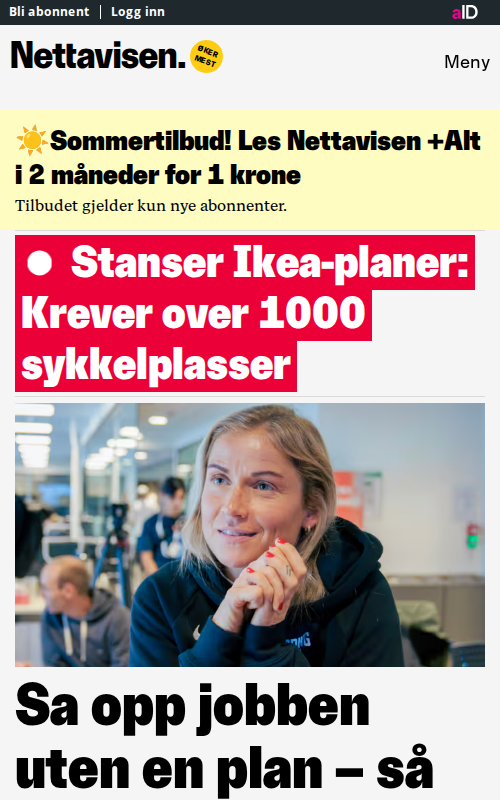 Bli abonnent | Logg inn
aID
Nettavisen.
ØKER
MEST
Meny
☀️Sommertilbud! Les Nettavisen +Alt
i 2 måneder for 1 krone
Tilbudet gjelder kun nye abonnenter.
Stanser Ikea-planer:
Krever over 1000
sykkelplasser
Sa opp jobben
uten en plan – så